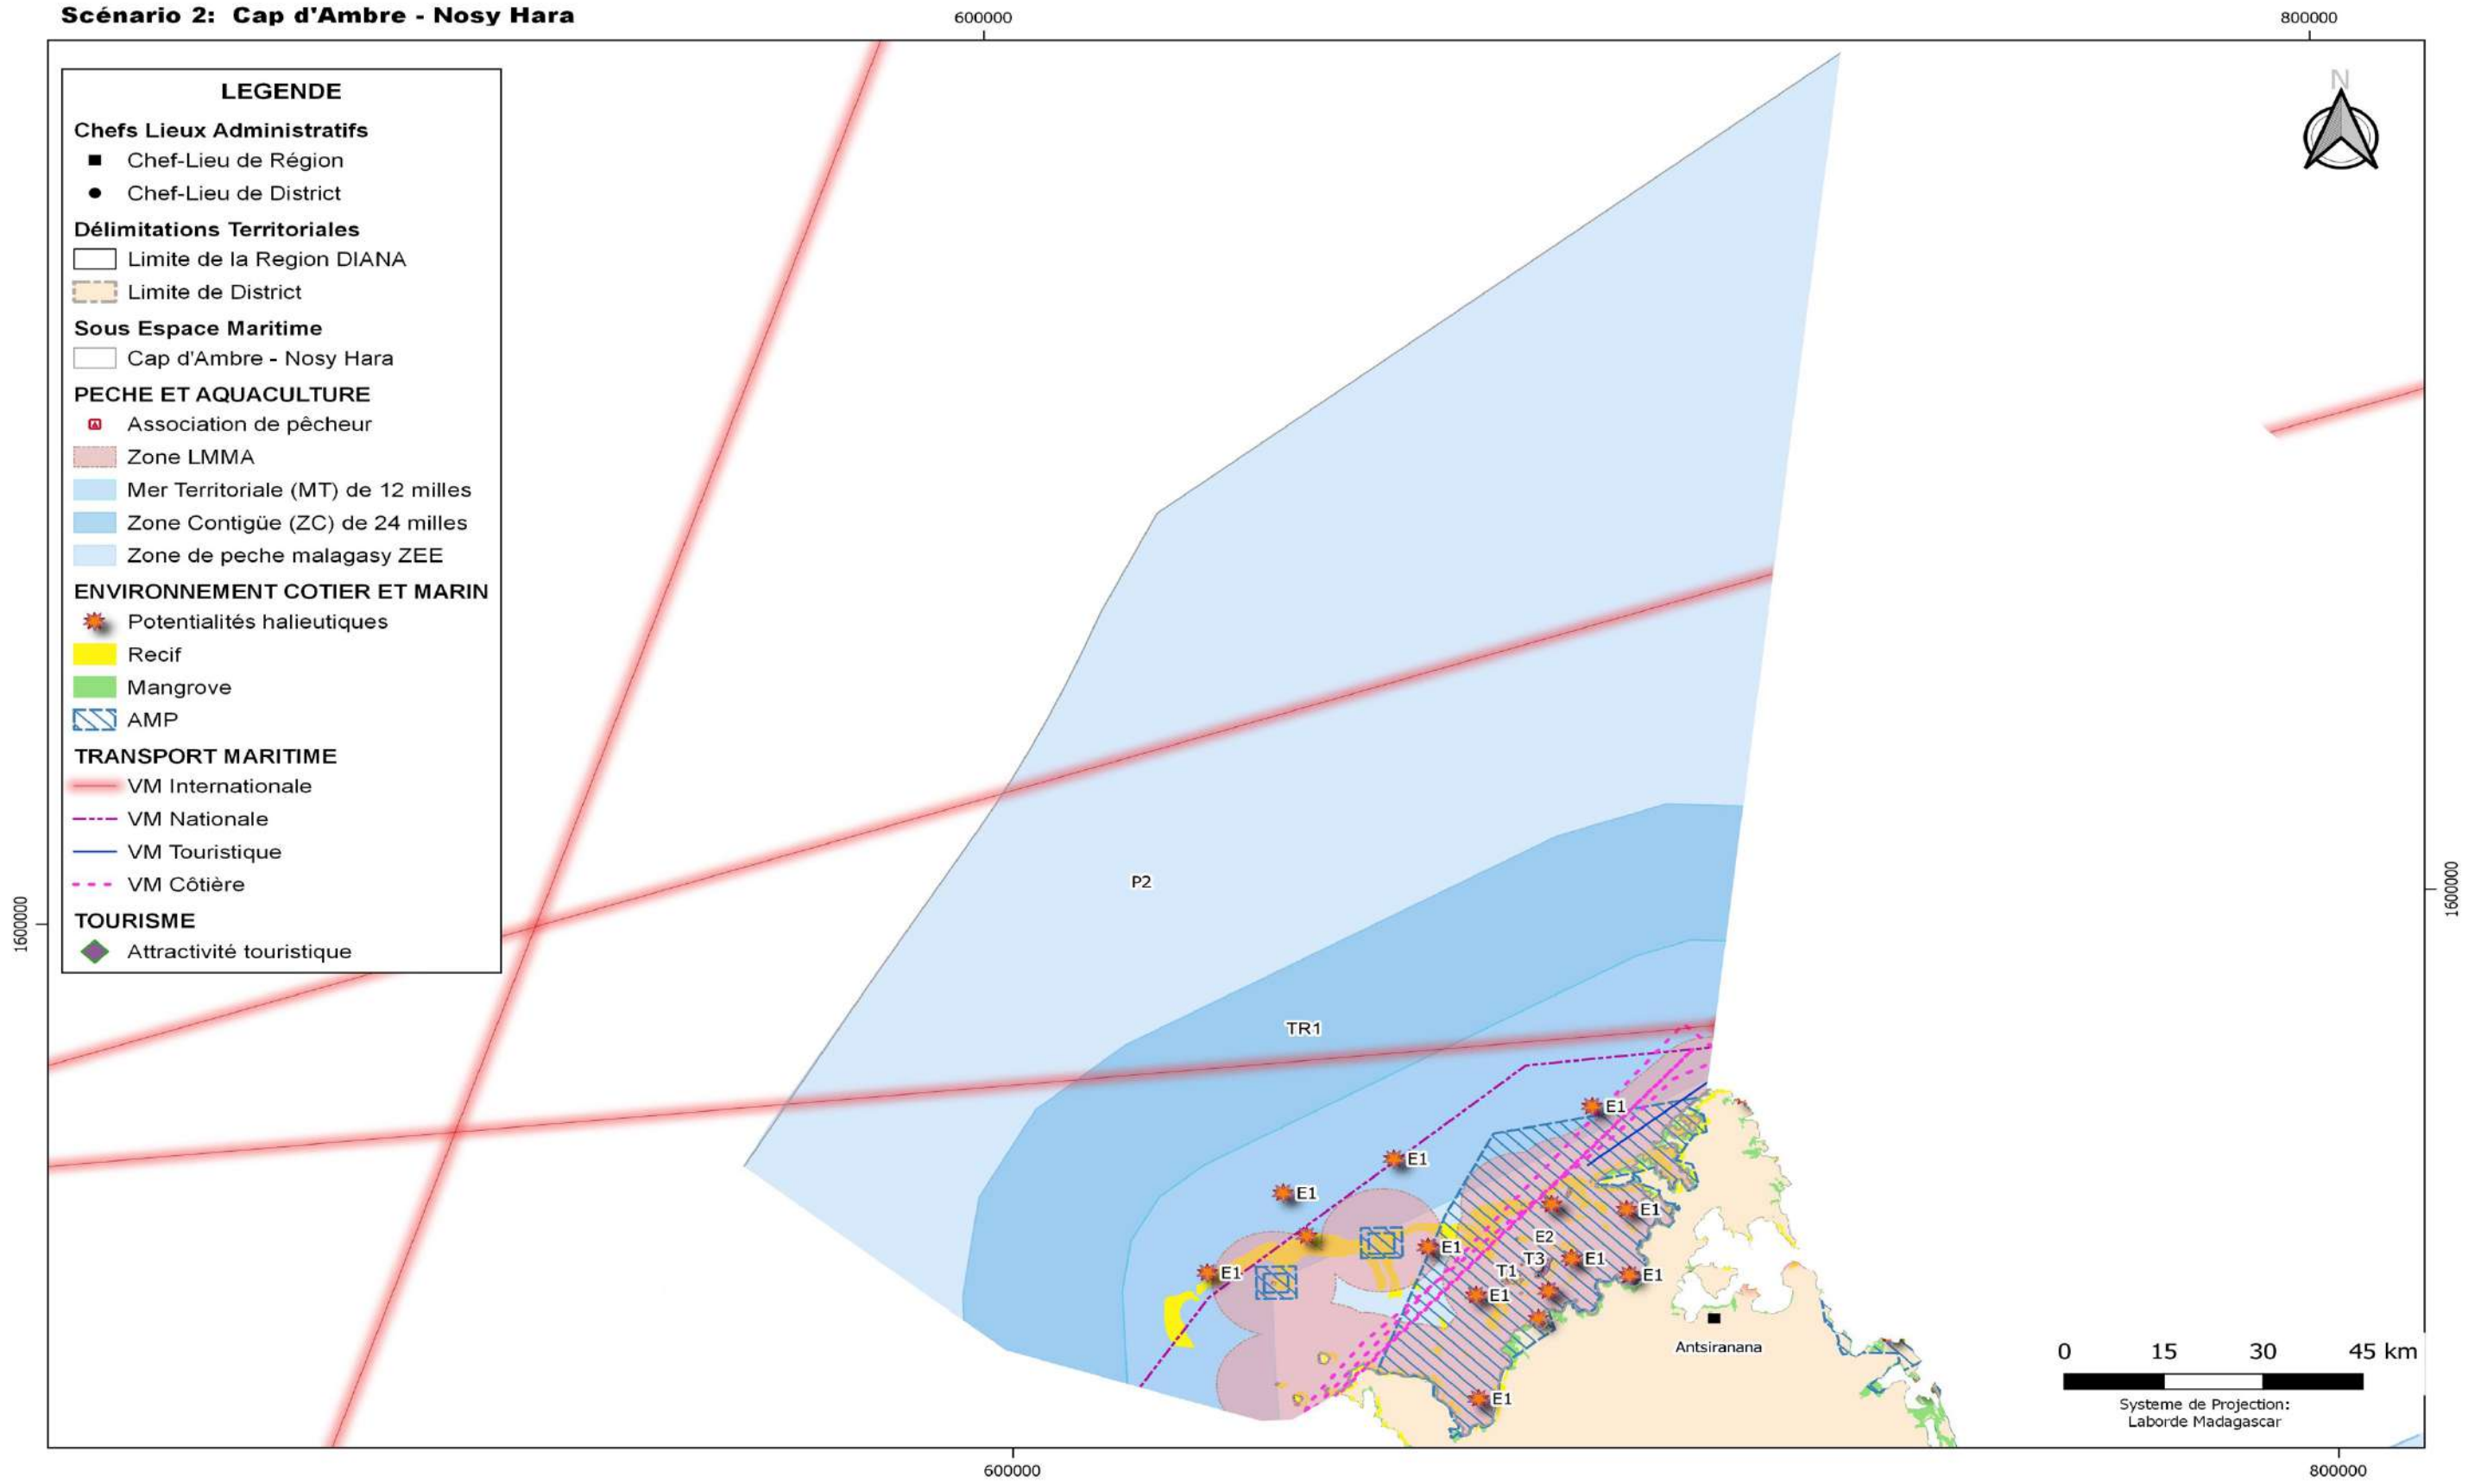 Scénario 2: Cap d'Ambre - Nosy Hara
600000
800000
LEGENDE
Chefs Lieux Administratifs
Chef-Lieu de Région
Chef-Lieu de District
Délimitations Territoriales
Limite de la Region DIANA
Limite de District
Sous Espace Maritime
Cap d'Ambre - Nosy Hara
PECHE ET AQUACULTURE
Association de pêcheur
Zone LMMA
Mer Territoriale (MT) de 12 milles
Zone Contigüe (ZC) de 24 milles
Zone de peche malagasy ZEE
ENVIRONNEMENT COTIER ET MARIN
Potentialités halieutiques
Recif
Mangrove
AMP
TRANSPORT MARITIME
VM Internationale
VM Nationale
VM Touristique
VM Côtière
TOURISME
Attractivité touristique
N
1600000
1600000
P2
TR1
E1
E1
E1
E1
E2
E1
E1
T3
E1
T1
E1
E1
E1
Antsiranana
0 15 30 45 km
Systeme de Projection:
Laborde Madagascar
E1
600000
800000